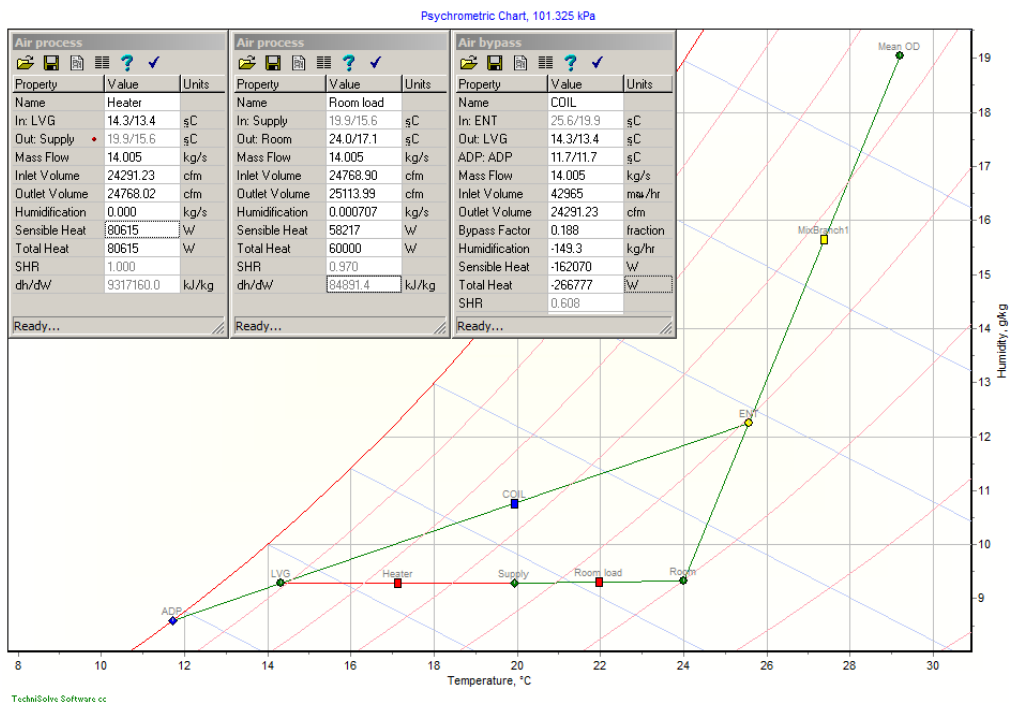 Psychrometric Chart, 101.325 kPa
Air process
Property Value Units
Name Heater
In: LVG 14.3/13.4 ȿC
Out: Supply 19.9/15.6 ȿC
Mass Flow 14.005 kg/s
Inlet Volume 24291.23 cfm
Outlet Volume 24768.02 cfm
Humidification 0.000 kg/s
Sensible Heat 80615 W
Total Heat 80615 W
SHR 1.000
dh/dW 9317160.0 kJ/kg
Ready...
Air process
Property Value Units
Name Room load
In: Supply 19.9/15.6 ȿC
Out: Room 24.0/17.1 ȿC
Mass Flow 14.005 kg/s
Inlet Volume 24768.90 cfm
Outlet Volume 25113.99 cfm
Humidification 0.000707 kg/s
Sensible Heat 58217 W
Total Heat 60000 W
SHR 0.970
dh/dW 84891.4 kJ/kg
Ready...
Air bypass
Property Value Units
Name COIL
In: ENT 25.6/19.9 ȿC
Out: LVG 14.3/13.4 ȿC
ADP: ADP 11.7/11.7 ȿC
Mass Flow 14.005 kg/s
Inlet Volume 42965 /hr
Outlet Volume 24291.23 cfm
Bypass Factor 0.188 fraction
Humidification -149.3 kg/hr
Sensible Heat -162070 W
Total Heat -266777 W
SHR 0.608
Ready...
Mean OD
MixBranch1
ENT
COIL
LVG
Heater
Supply
Room load
Room
ADP
19
18
17
16
15
14
13
12
11
10
9
Humidity, g/kg
8 10 12 14 16 18 20 22 24 26 28 30
Temperature, °C
TechniSolve Software cc